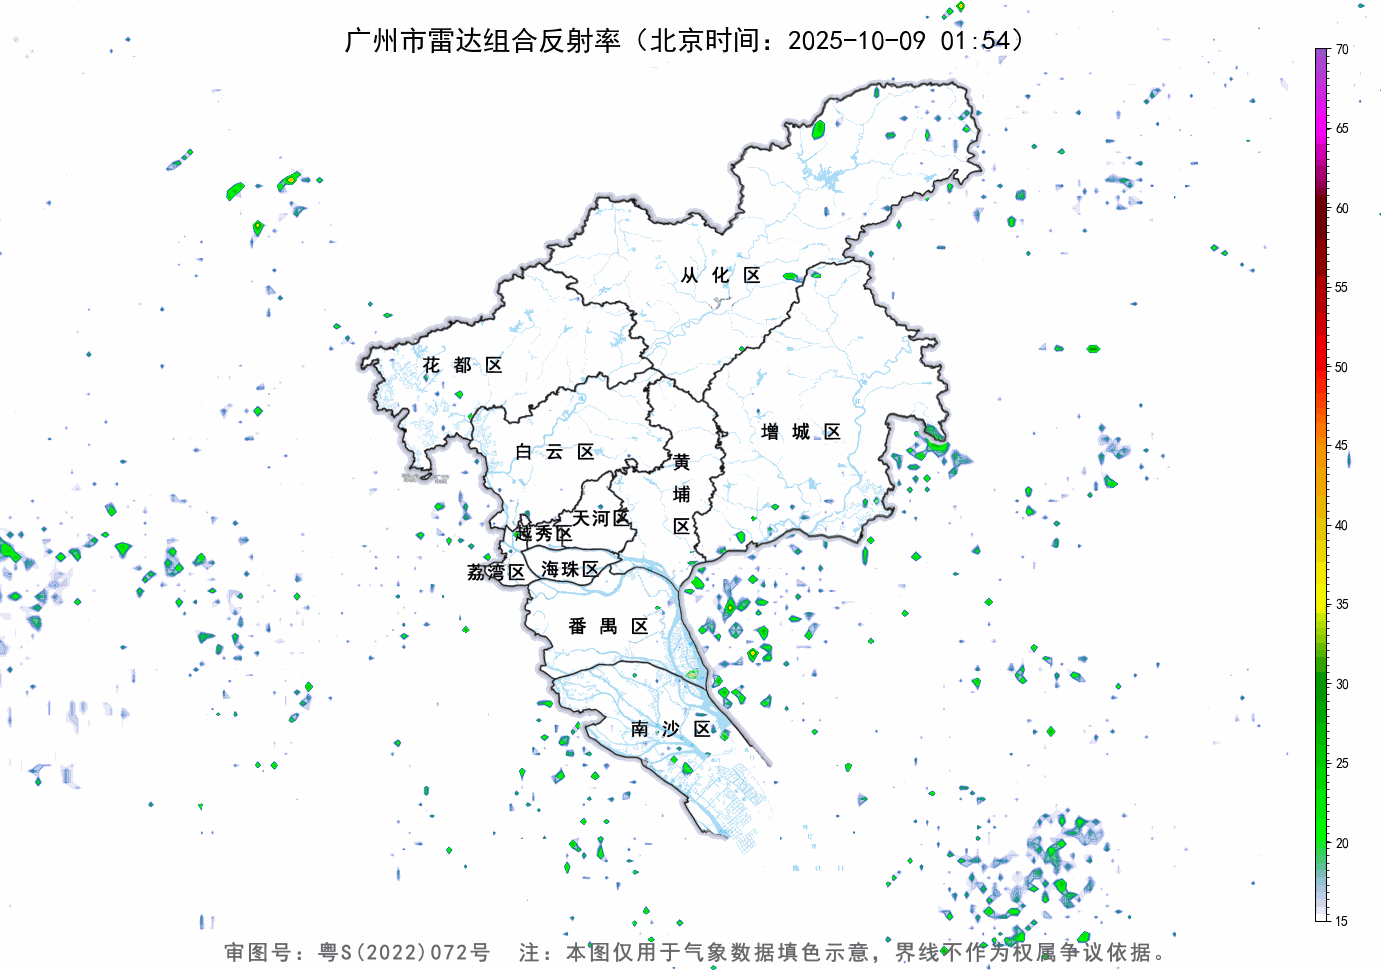 广州市雷达组合反射率（北京时间：2025-10-09 01:54）
70
65
60
55
50
45
40
35
30
25
20
15
从化区
花都区
增城区
白云区
黄埔区
天河区
越秀区
海珠区
荔湾区
番禺区
南沙区
审图号：粤S(2022)072号 注：本图仅用于气象数据填色示意，界线不作为权属争议依据。